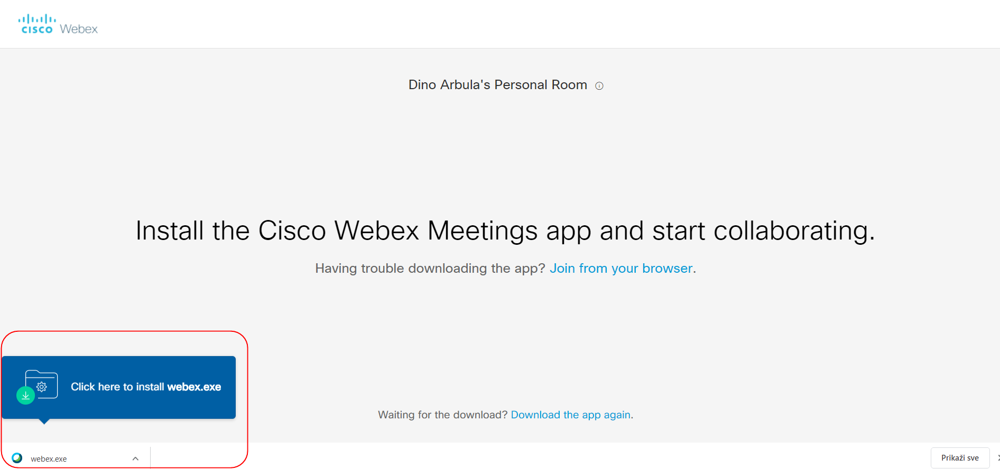 cisco Webex
Dino Arbula's Personal Room
Install the Cisco Webex Meetings app and start collaborating.
Having trouble downloading the app? Join from your browser.
Click here to install webex.exe
Waiting for the download? Download the app again.
webex.exe
Prikaži sve